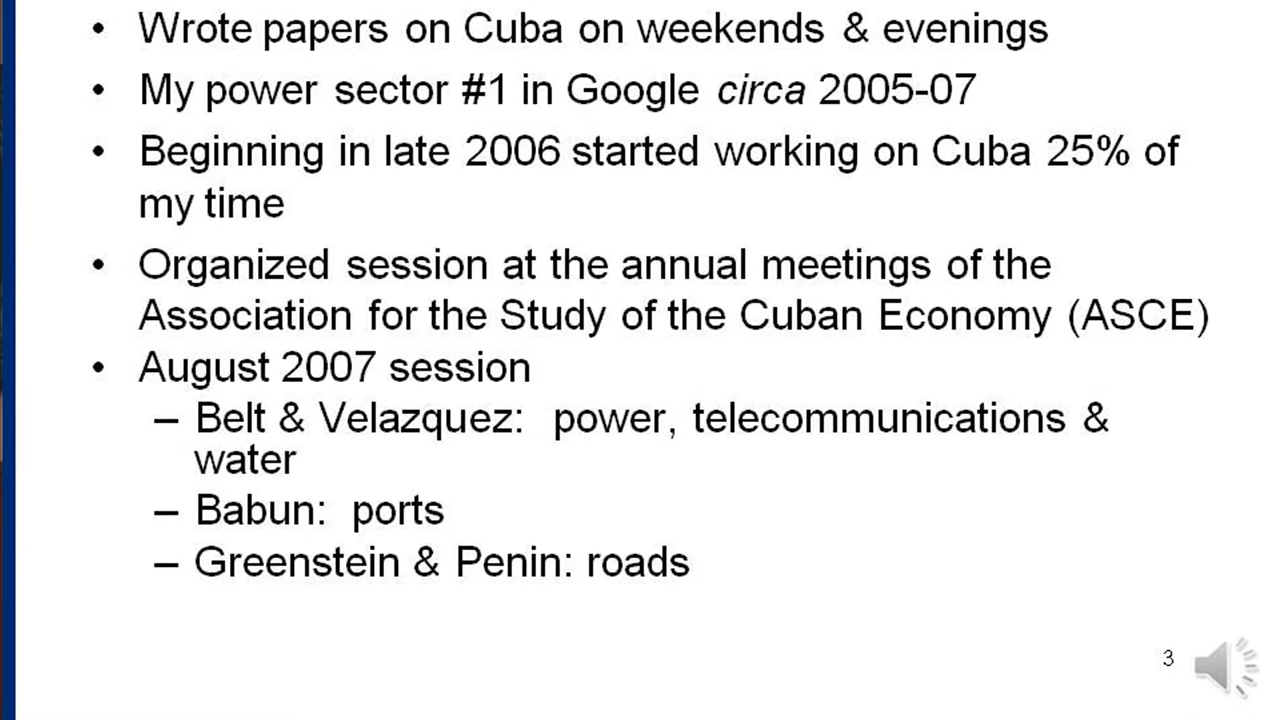 • Wrote papers on Cuba on weekends & evenings
• My power sector #1 in Google circa 2005-07
• Beginning in late 2006 started working on Cuba 25% of
my time
• Organized session at the annual meetings of the
Association for the Study of the Cuban Economy (ASCE)
• August 2007 session
– Belt & Velazquez:  power, telecommunications &
water
– Babun:  ports
– Greenstein & Penin: roads
3